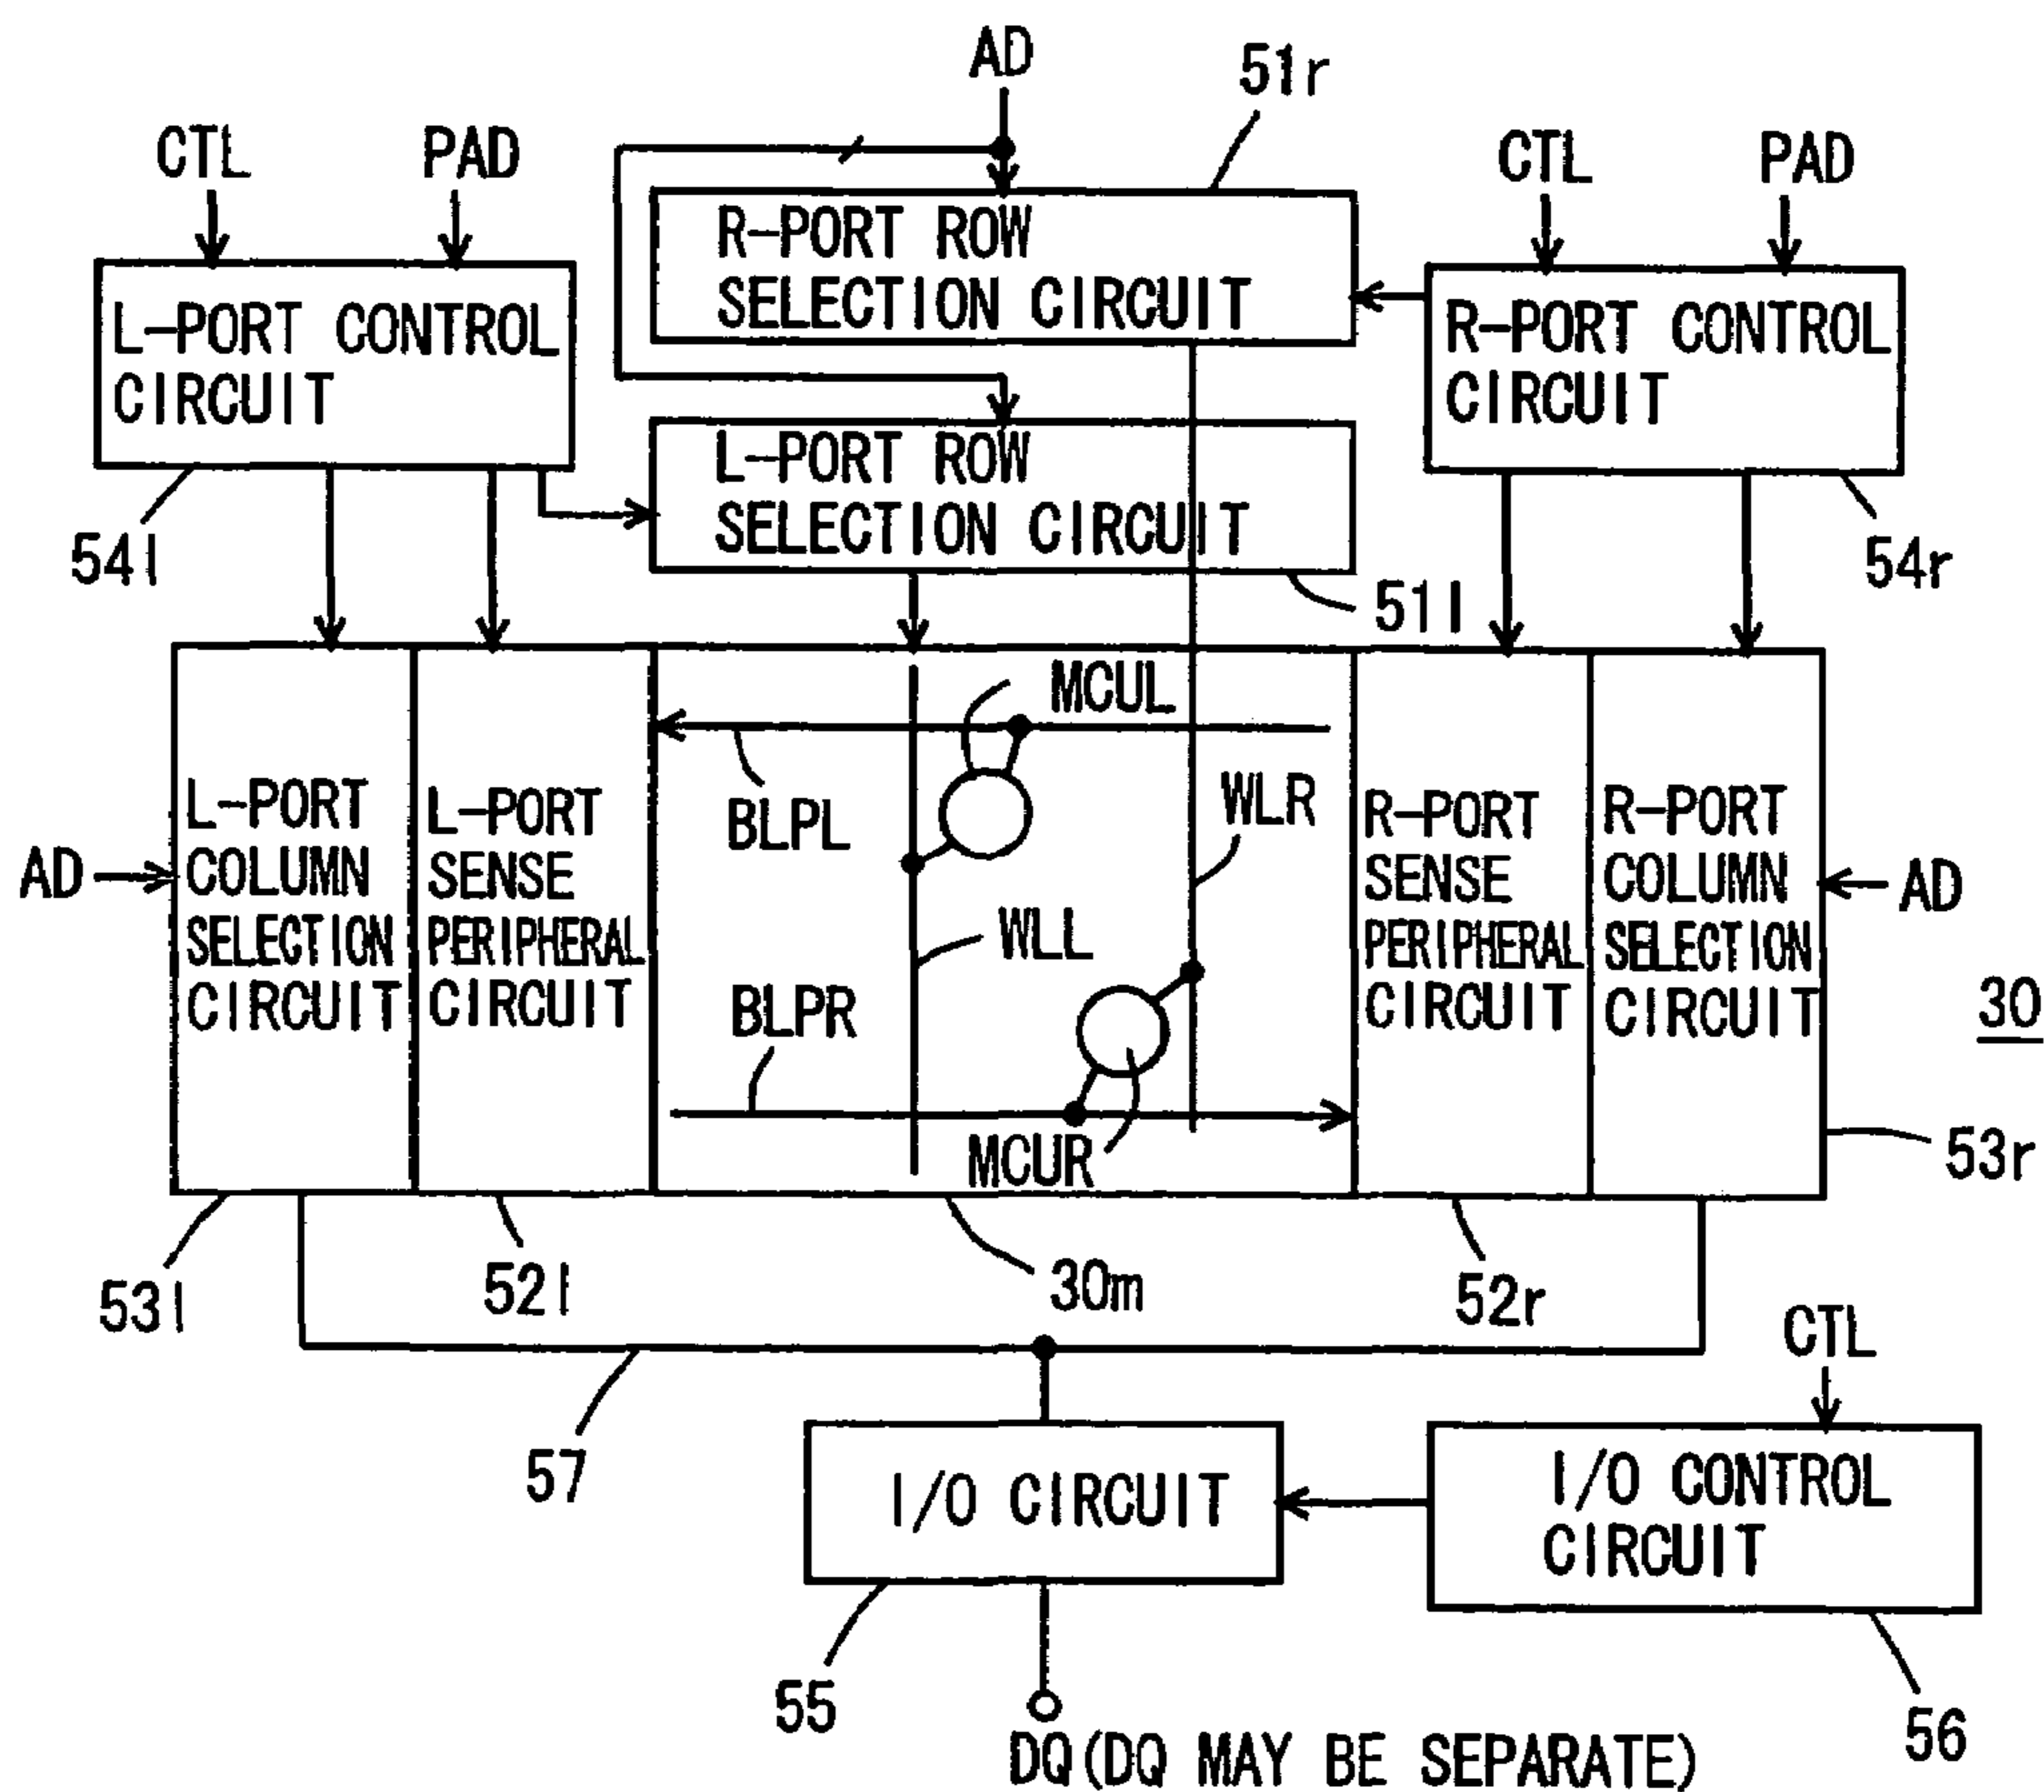 AD
51r
CTL
PAD
CTL
PAD
R-PORT ROW
SELECTION CIRCUIT
L-PORT CONTROL
CIRCUIT
R-PORT CONTROL
CIRCUIT
L-PORT ROW
SELECTION CIRCUIT
54l
54r
51l
MCUL
WLR
BLPL
L-PORT
COLUMN
SELECTION
CIRCUIT
L-PORT
SENSE
PERIPHERAL
CIRCUIT
R-PORT
SENSE
PERIPHERAL
CIRCUIT
R-PORT
COLUMN
SELECTION
CIRCUIT
AD
AD
WLL
BLPR
30
MCUR
53r
53l
52l
30m
52r
CTL
57
I/O CIRCUIT
I/O CONTROL
CIRCUIT
55
56
DQ(DQ MAY BE SEPARATE)